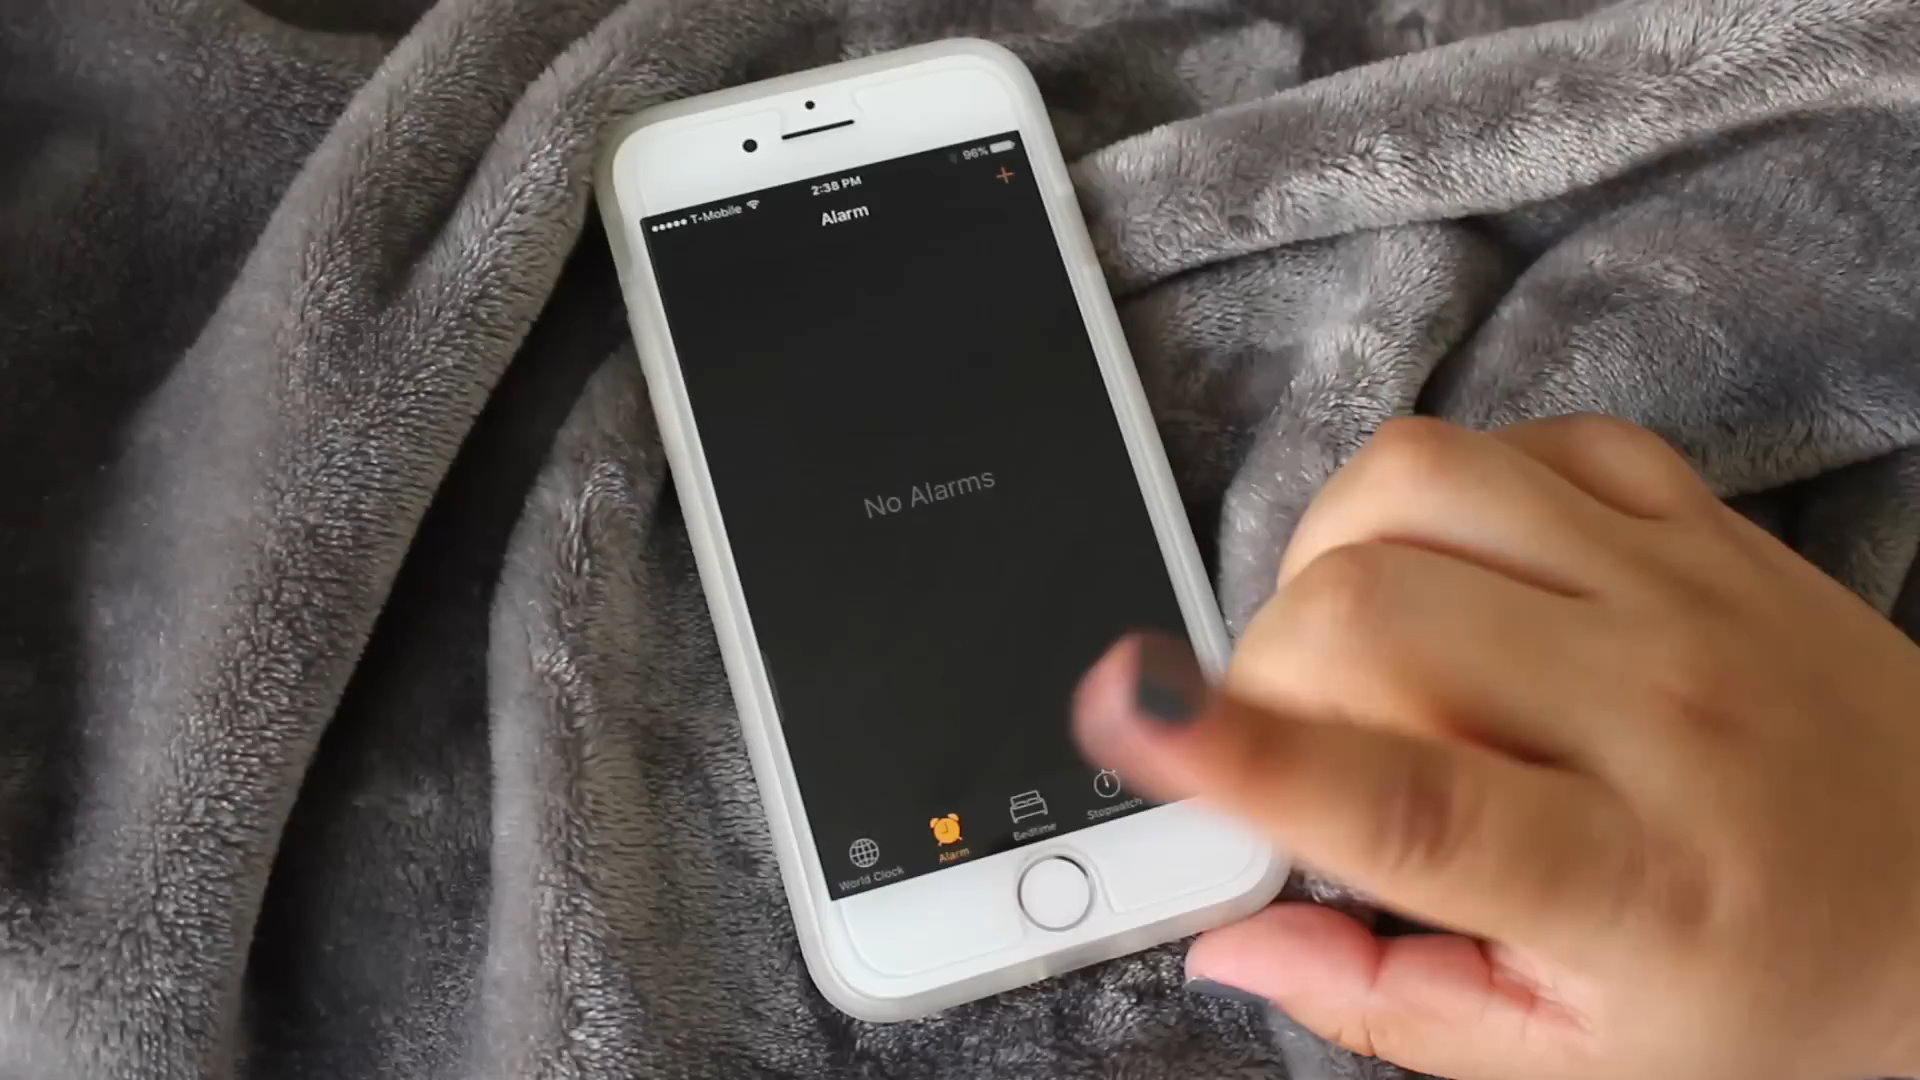 ●●●●● T-Mobile 2:38 PM 96%
Alarm +
No Alarms
World Clock Alarm Bedtime Stopwatch